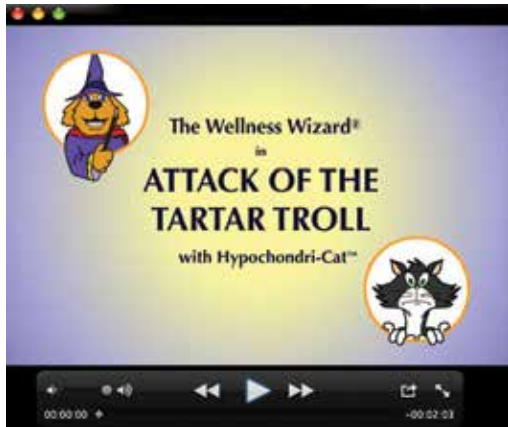 The Wellness Wizard®
in
ATTACK OF THE
TARTAR TROLL
with Hypochondri-Cat™
00:00:00
-00:02:03